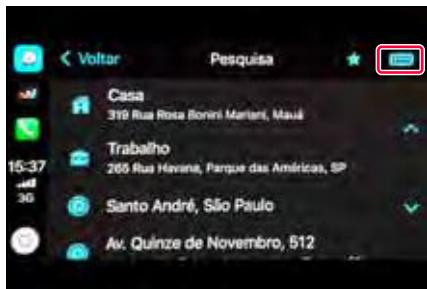 Voltar
Pesquisa
Casa
319 Rua Rosa Bonini Mariani, Mauá
Trabalho
265 Rua Havana, Parque das Américas, SP
15:37
3G
Santo André, São Paulo
Av. Quinze de Novembro, 512